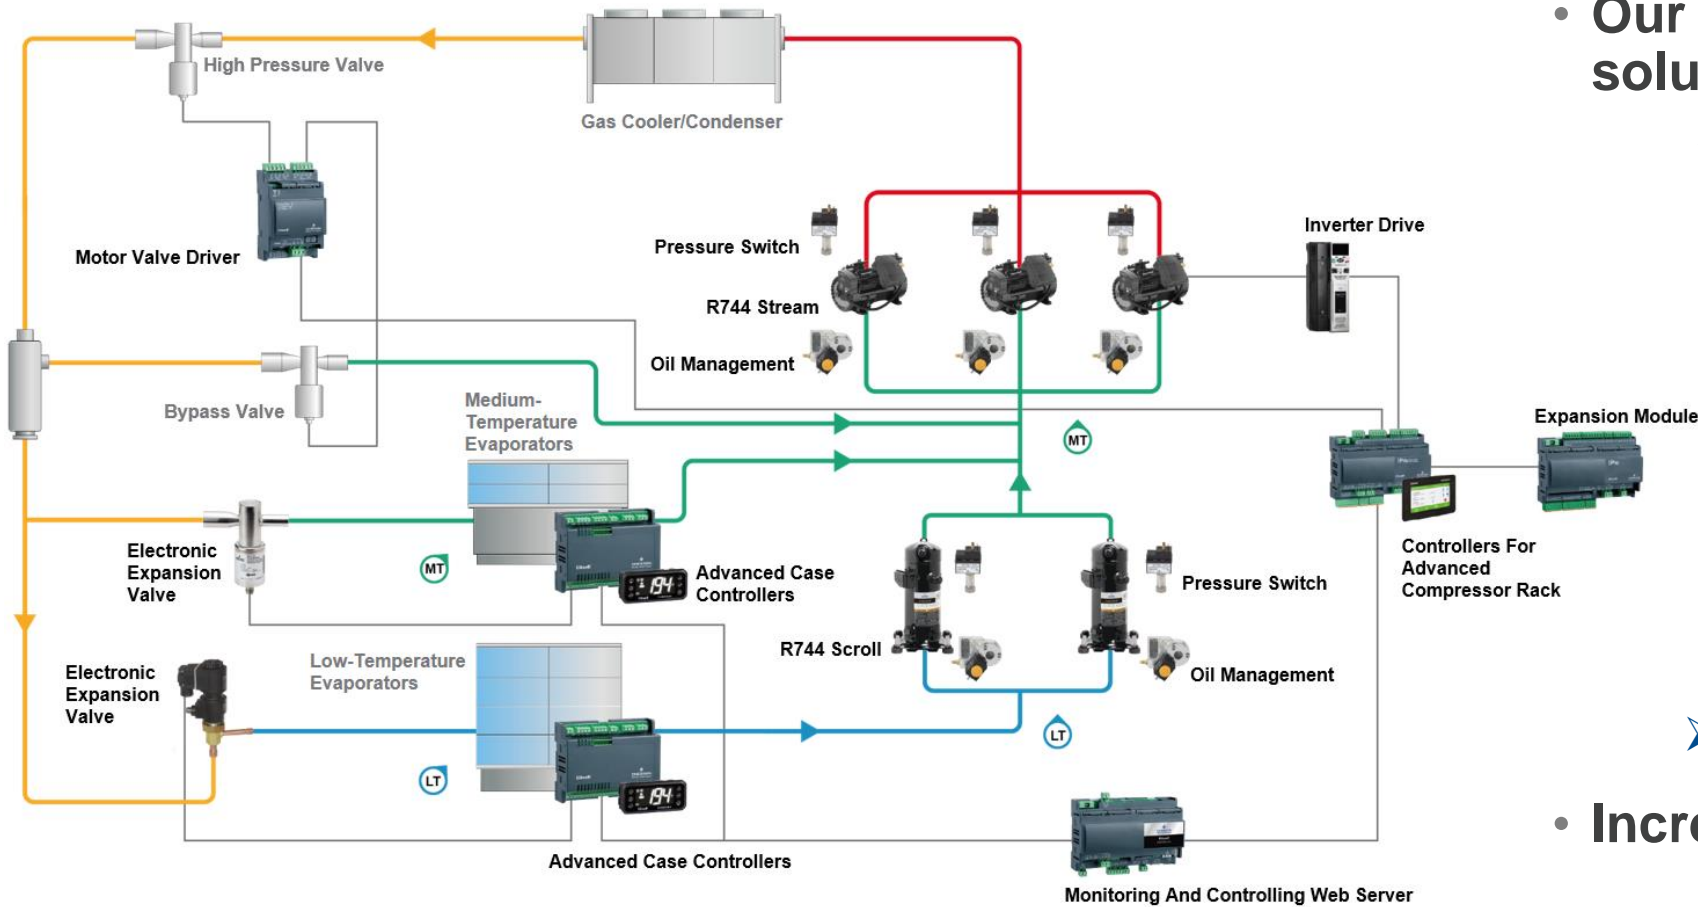 • Our
solu
High Pressure Valve
Gas Cooler/Condenser
Inverter Drive
Pressure Switch
Motor Valve Driver
R744 Stream
Oil Management
Medium-
Temperature
Evaporators
Bypass Valve
MT
Expansion Module
Electronic
Expansion
Valve
MT
194
Advanced Case
Controllers
Controllers For
Advanced
Compressor Rack
Pressure Switch
R744 Scroll
Oil Management
Low-Temperature
Evaporators
Electronic
Expansion
Valve
LT
LT
194
Advanced Case Controllers
• Incre
Monitoring And Controlling Web Server